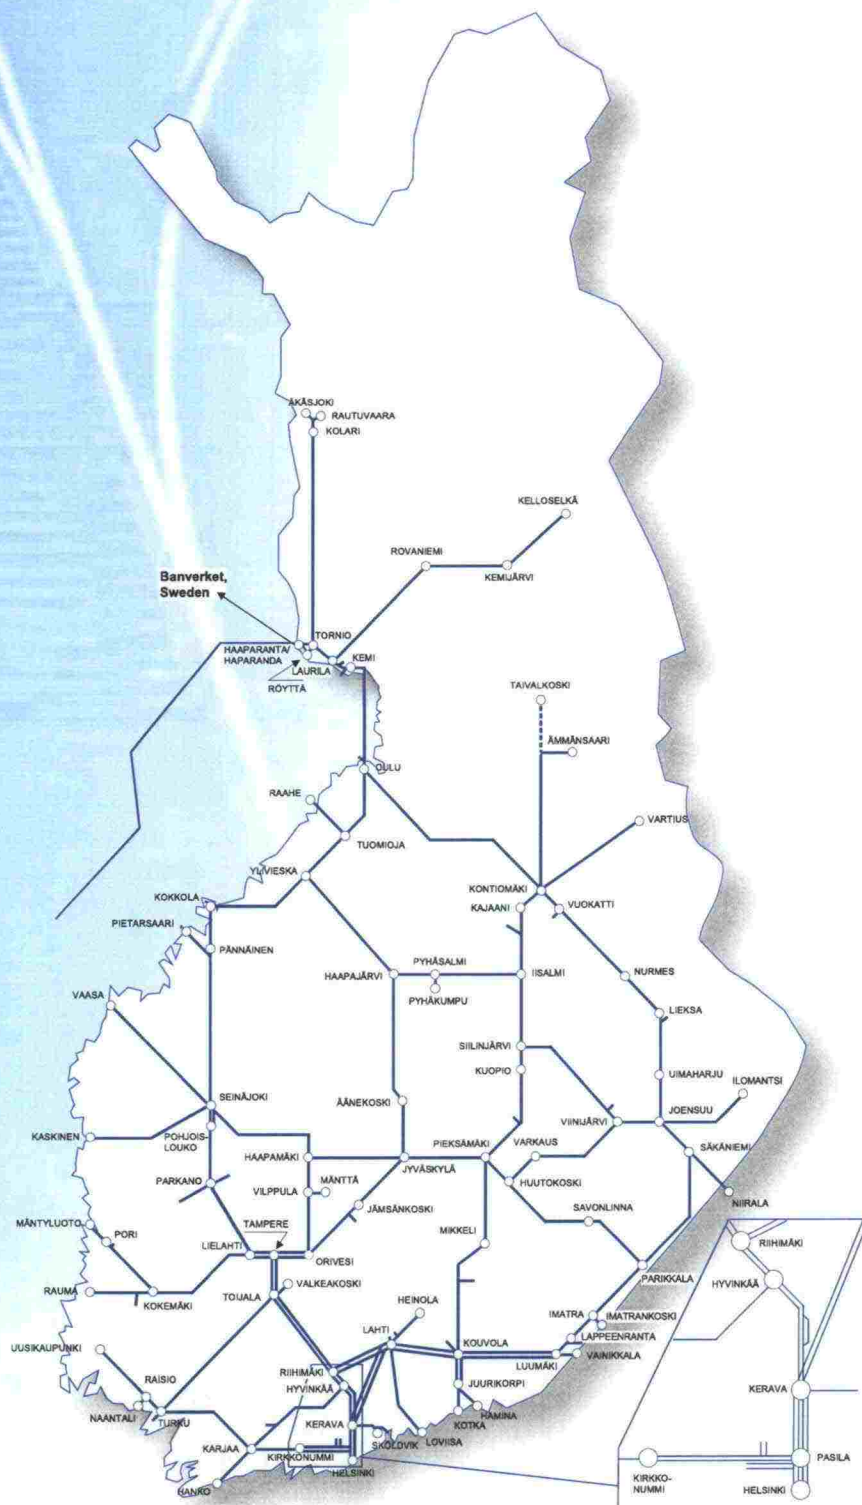 ÄKÄSJOKI
RAUTUVAARA
KOLARI
KELLOSELKÄ
ROVANIEMI
KEMIJÄRVI
Banverket,
Sweden
TORNIO
HAAPARANTA/
HAPARANDA
KEMI
LAURILA
RÖYTTÄ
TAIVALKOSKI
ÄMMÄNSAARI
OULU
RAAHE
VARTIUS
TUOMIOJA
YLIVIESKA
KONTIOMÄKI
KOKKOLA
KAJAANI
VUOKATTI
PIETARSAARI
PÄNNÄINEN
PYHÄSALMI
HAAPAJÄRVI
IISALMI
NURMES
PYHÄKUMPU
VAASA
LIEKSA
SIILINJÄRVI
KUOPIO
UIMAHARJU
ILOMANTSI
SEINÄJOKI
ÄÄNEKOSKI
VIINIJÄRVI
JOENSUU
KASKINEN
POHJOIS-
LOUKO
PIEKSÄMÄKI
VARKAUS
SÄKÄNIEMI
HAAPAMÄKI
JYVÄSKYLÄ
PARKANO
VILPPULA
MÄNTTÄ
HUUTOKOSKI
NIIRALA
JÄMSÄNKOSKI
SAVONLINNA
MÄNTYLUOTO
PORI
TAMPERE
MIKKELI
LIELAHTI
ORIVESI
RIIHIMÄKI
PARIKKALA
HYVINKÄÄ
RAUMA
KOKEMÄKI
TOIJALA
VALKEAKOSKI
HEINOLA
IMATRA
IMATRANKOSKI
LAHTI
LAPPEENRANTA
UUSIKAUPUNKI
KOUVOLA
LUUMÄKI
VAINIKKALA
RIIHIMÄKI
HYVINKÄÄ
JUURIKORPI
KERAVA
RAISIO
NAANTALI
TURKU
KOTKA
HAMINA
KERAVA
SKÖLDVIK
LOVIISA
KARJAA
KIRKKONUMMI
HELSINKI
PASILA
KIRKKO-
NUMMI
HELSINKI
HANKO